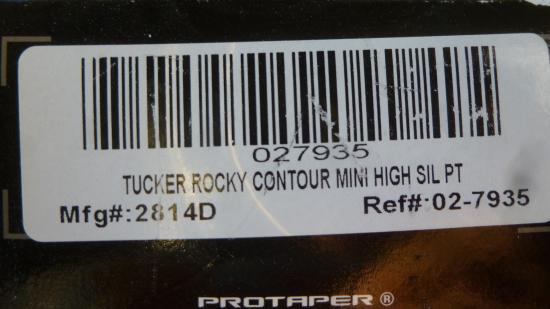 027935
TUCKER ROCKY CONTOUR MINI HIGH SIL PT
Mfg#:2814D Ref#:02-7935
PROTAPER ®